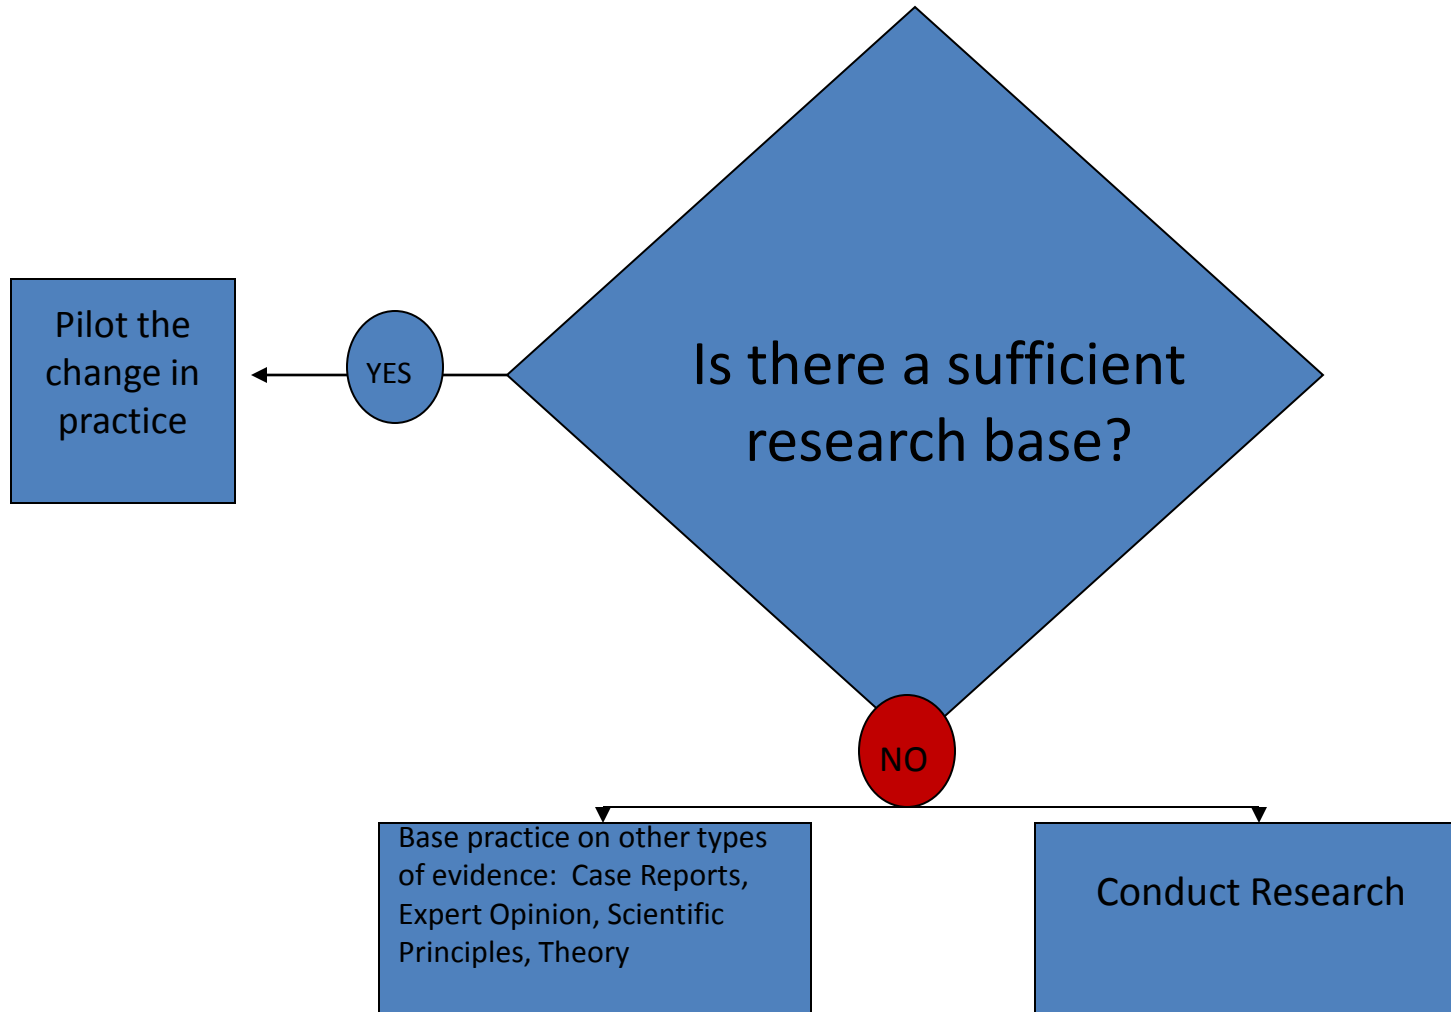 Is there a sufficient
research base?
YES
Pilot the
change in
practice
NO
Base practice on other types
of evidence:  Case Reports,
Expert Opinion, Scientific
Principles, Theory
Conduct Research